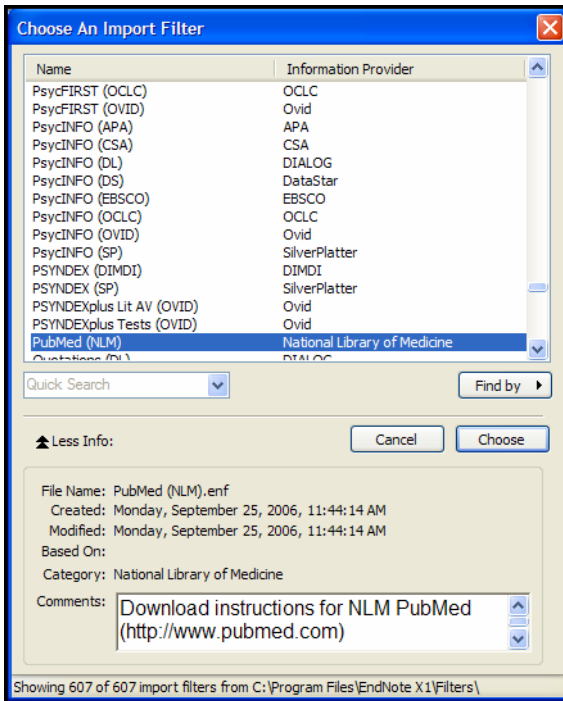 Choose An Import Filter
Name Information Provider
PsycFIRST (OCLC) OCLC
PsycFIRST (OVID) Ovid
PsycINFO (APA) APA
PsycINFO (CSA) CSA
PsycINFO (DL) DIALOG
PsycINFO (DS) DataStar
PsycINFO (EBSCO) EBSCO
PsycINFO (OCLC) OCLC
PsycINFO (OVID) Ovid
PsycINFO (SP) SilverPlatter
PSYNDEX (DIMDI) DIMDI
PSYNDEX (SP) SilverPlatter
PSYNDEXplus Lit AV (OVID) Ovid
PSYNDEXplus Tests (OVID) Ovid
PubMed (NLM) National Library of Medicine
Quotations (DL) DIALOG
Quick Search Find by
Less Info: Cancel Choose
File Name: PubMed (NLM).enf
Created: Monday, September 25, 2006, 11:44:14 AM
Modified: Monday, September 25, 2006, 11:44:14 AM
Based On:
Category: National Library of Medicine
Comments: Download instructions for NLM PubMed
(http://www.pubmed.com)
Showing 607 of 607 import filters from C:\Program Files\EndNote X1\Filters\